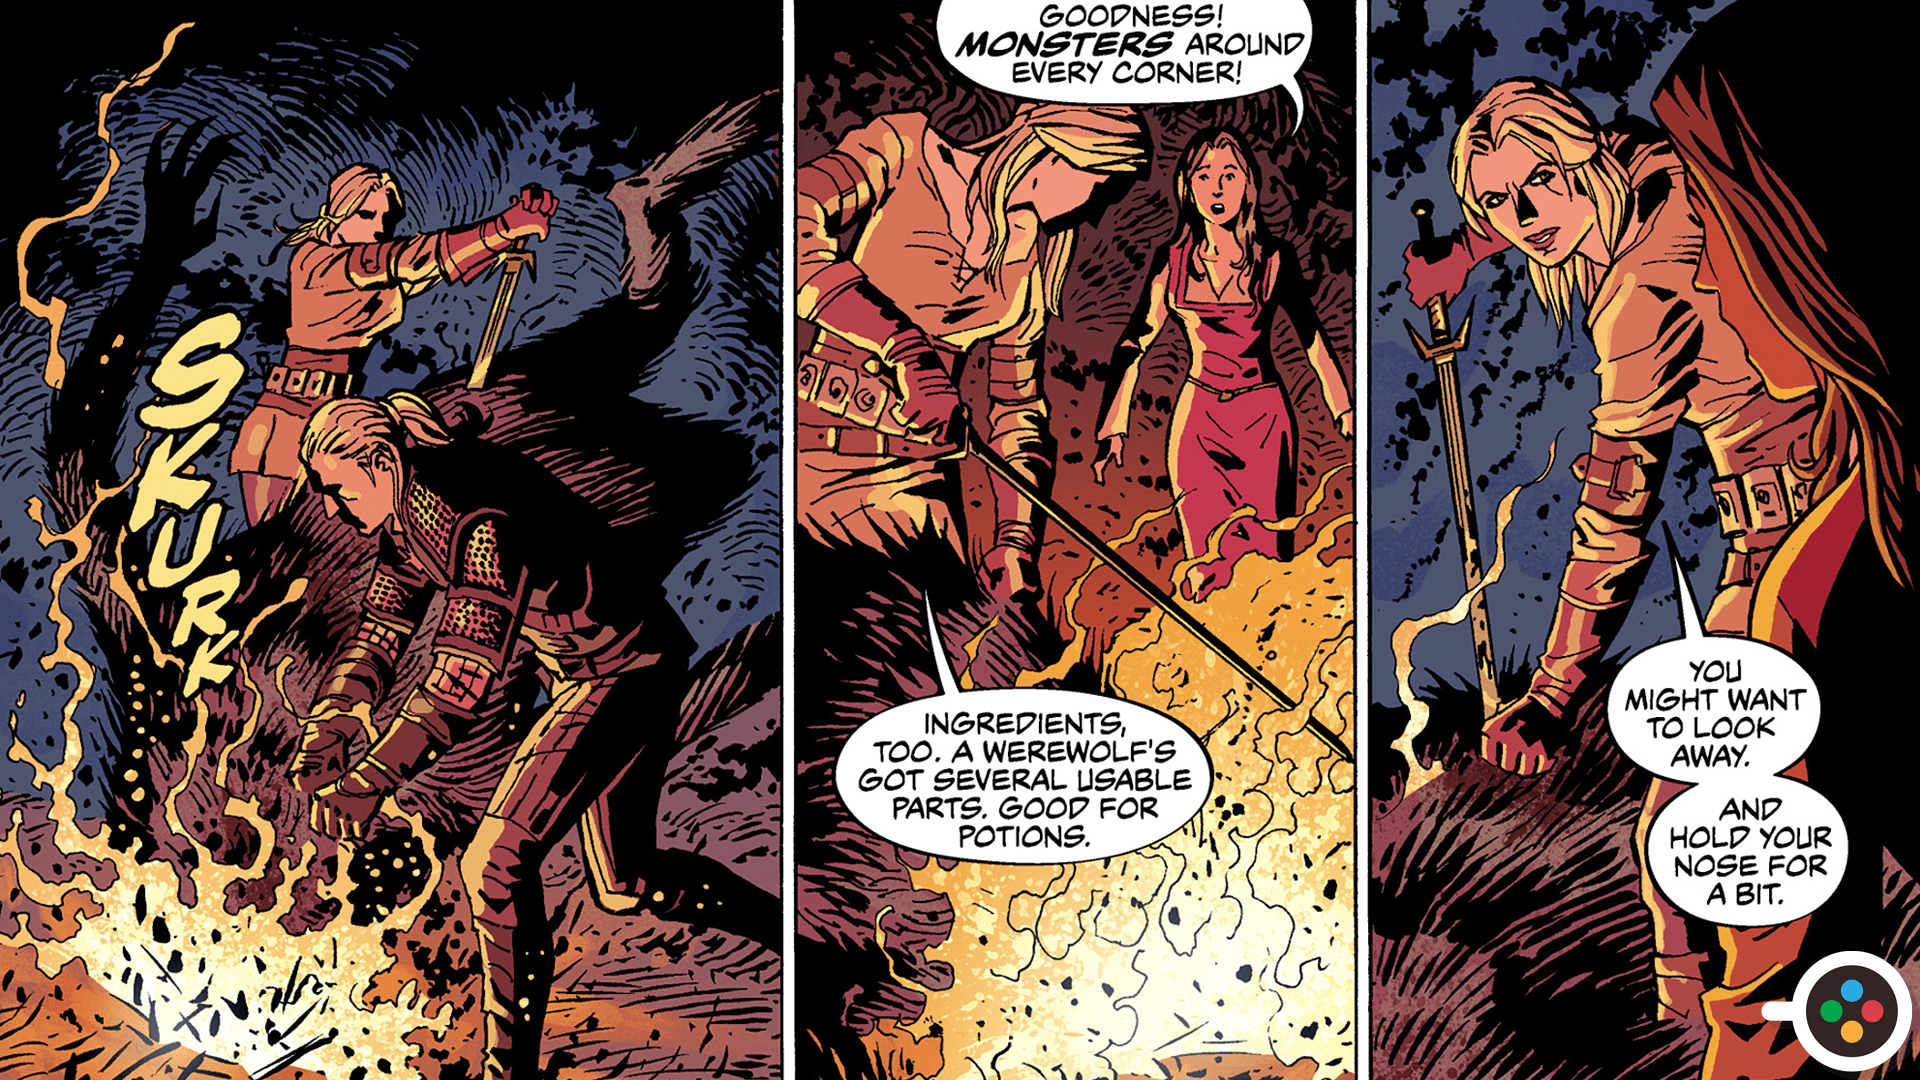 SKURK
GOODNESS!
MONSTERS AROUND
EVERY CORNER!
INGREDIENTS,
TOO. A WEREWOLF'S
GOT SEVERAL USABLE
PARTS. GOOD FOR
POTIONS.
YOU
MIGHT WANT
TO LOOK
AWAY.
AND
HOLD YOUR
NOSE FOR
A BIT.